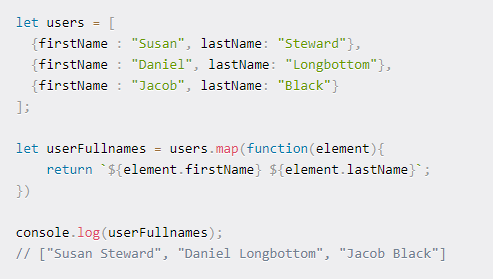 let users = [
  {firstName : "Susan", lastName: "Steward"},
  {firstName : "Daniel", lastName: "Longbottom"},
  {firstName : "Jacob", lastName: "Black"}
];

let userFullnames = users.map(function(element){
    return `${element.firstName} ${element.lastName}`;
})

console.log(userFullnames);
// ["Susan Steward", "Daniel Longbottom", "Jacob Black"]